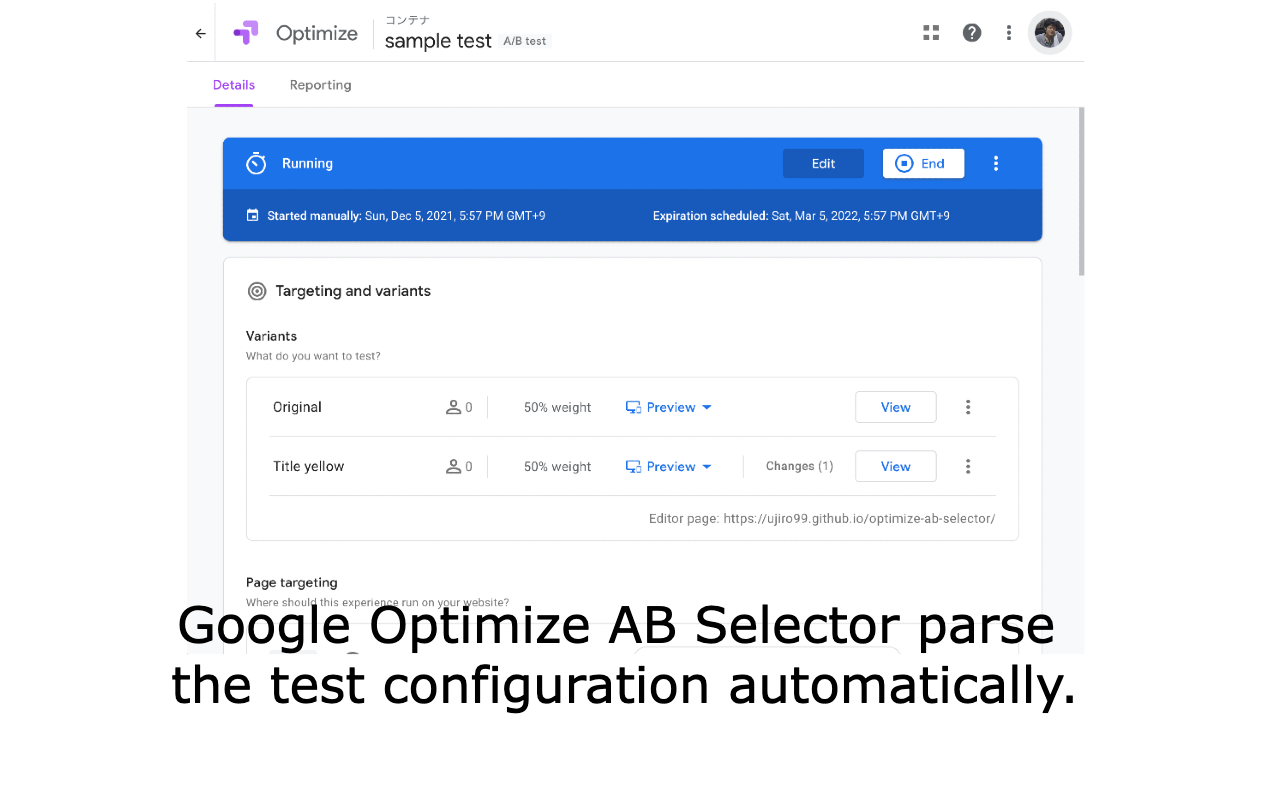 コンテナ
Optimize
sample test A/B test
Details Reporting
Running Edit End
Started manually: Sun, Dec 5, 2021, 5:57 PM GMT+9 Expiration scheduled: Sat, Mar 5, 2022, 5:57 PM GMT+9
Targeting and variants
Variants
What do you want to test?
Original 0 50% weight Preview View
Title yellow 0 50% weight Preview Changes (1) View
Editor page: https://ujiro99.github.io/optimize-ab-selector/
Page targeting
Where should this experience run on your website?
Google Optimize AB Selector parse
the test configuration automatically.